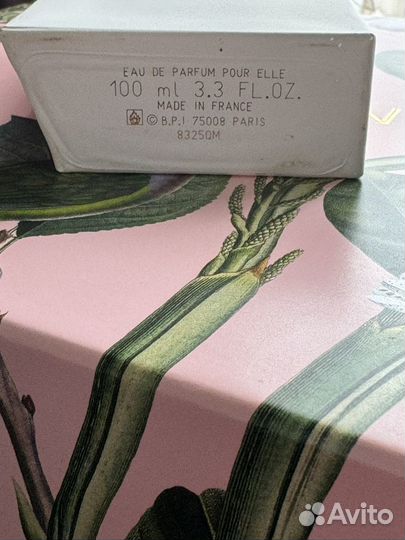 EAU DE PARFUM POUR ELLE
100 ml 3.3 FL.OZ.
MADE IN FRANCE
© B.P.I 75008 PARIS
8325QM
Avito